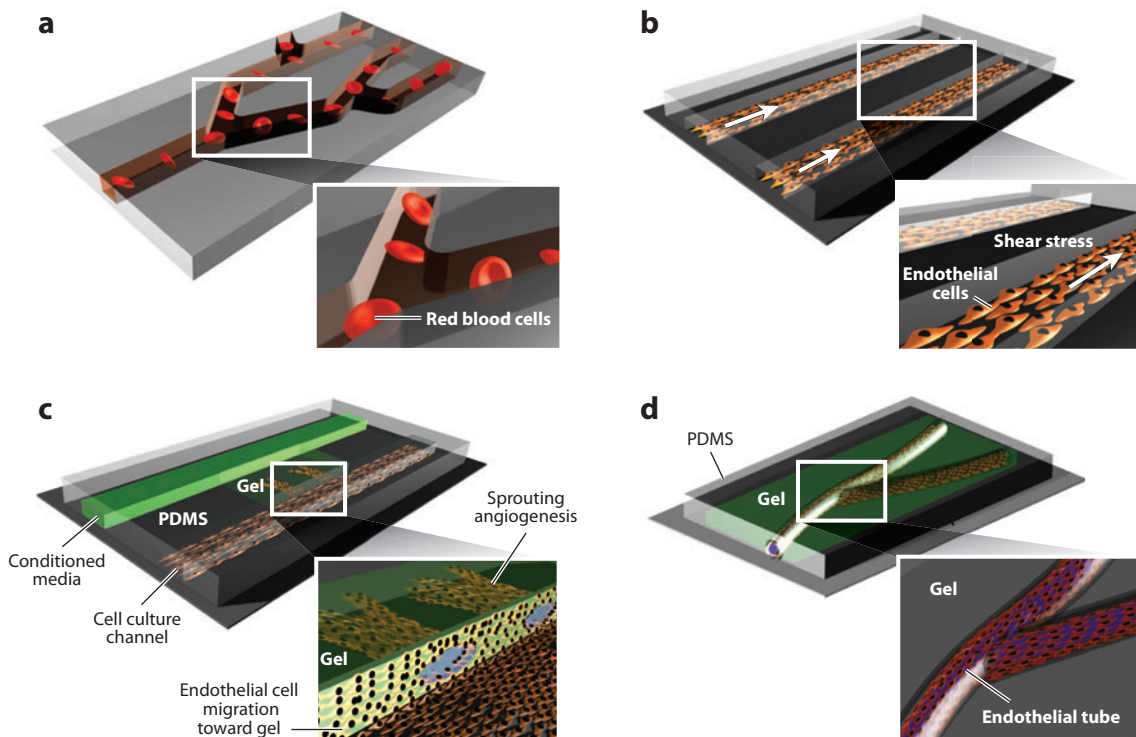 a
Red blood cells
b
Shear stress
Endothelial
cells
c
Gel
PDMS
Conditioned
media
Cell culture
channel
Sprouting
angiogenesis
Gel
Endothelial cell
migration
toward gel
d
PDMS
Gel
Gel
Endothelial tube